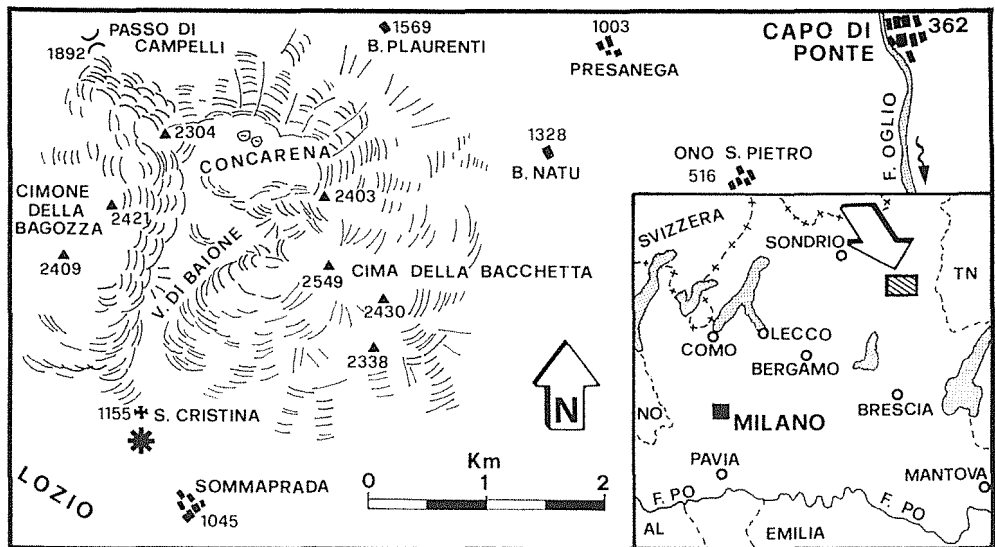 PASSO DI
CAMPELLI
1892
1569
B. PLAURENTI
1003
PRESANEGA
CAPO DI
PONTE
362
2304
CONCARENA
1328
B. NATU
ONO S. PIETRO
516
F. OGLIO
CIMONE
DELLA
BAGOZZA
2421
2409
2403
V. DI BAIONE
2549
CIMA DELLA BACCHETTA
2430
2338
1155
S. CRISTINA
LOZIO
SOMMAPRADA
1045
N
Km
0 1 2
SVIZZERA
SONDRIO
TN
COMO
LECCO
BERGAMO
BRESCIA
NO
MILANO
PAVIA
MANTOVA
F. PO
F. PO
AL
EMILIA